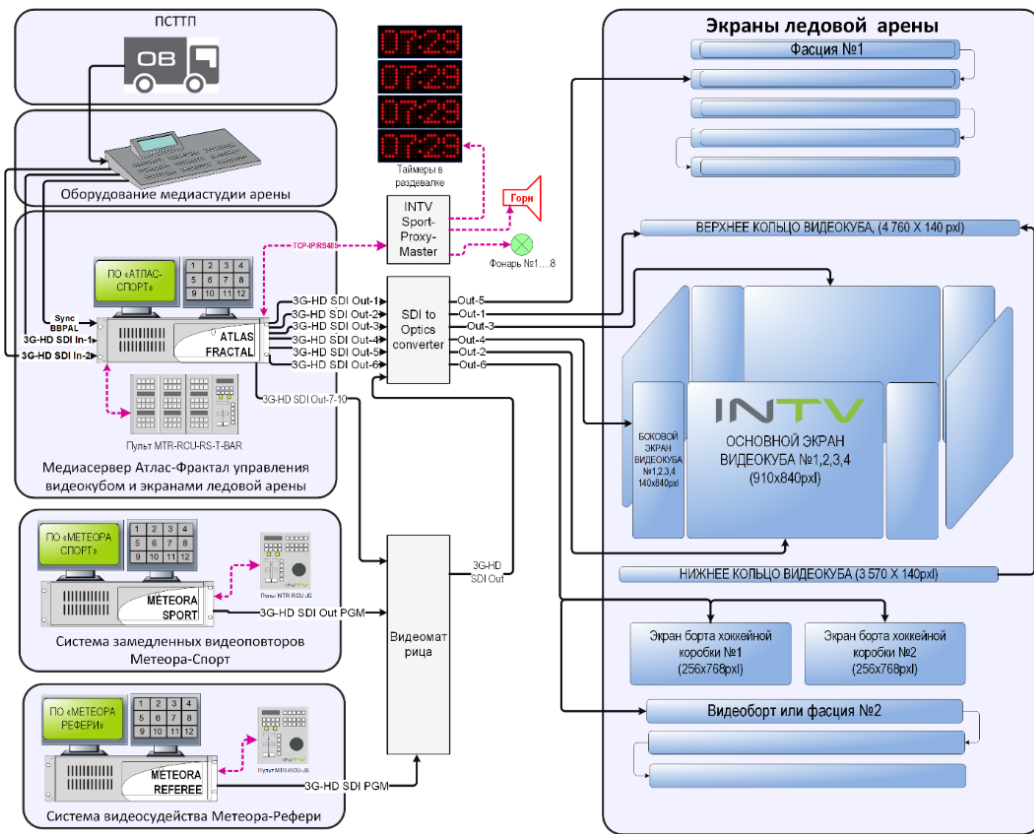 ПСТТП
ОВ
Оборудование медиастудии арены
ПО «АТЛАС-
СПОРТ»
1 2 3 4
5 6 7 8
9 10 11 12
Sync
BBPAL
3G-HD SDI In-1
3G-HD SDI In-2
ATLAS
FRACTAL
Пульт MTR-RCU-RS-T-BAR
Медиасервер Атлас-Фрактал управления
видеокубом и экранами ледовой арены
ПО «МЕТЕОРА
СПОРТ»
1 2 3 4
5 6 7 8
9 10 11 12
METEORA
SPORT
INTV
Пульт MTR-RCU-JS
Система замедленных видеоповторов
Метеора-Спорт
ПО «МЕТЕОРА
РЕФЕРИ»
1 2 3 4
5 6 7 8
9 10 11 12
METEORA
REFEREE
INTV
Пульт MTR-RCU-JS
Система видеосудейства Метеора-Рефери
07:29
07:29
07:29
07:29
Таймеры в
раздевалке
INTV
Sport-
Proxy-
Master
Горн
Фонарь №1....8
TCP-IP/RS485
3G-HD SDI Out-1
3G-HD SDI Out-2
3G-HD SDI Out-3
3G-HD SDI Out-4
3G-HD SDI Out-5
3G-HD SDI Out-6
SDI to
Optics
converter
Out-5
Out-1
Out-3
Out-4
Out-2
Out-6
3G-HD SDI Out-7-10
3G-HD SDI Out PGM
3G-HD SDI PGM
Видеомат
рица
3G-HD
SDI Out
Экраны ледовой арены
Фасция №1
ВЕРХНЕЕ КОЛЬЦО ВИДЕОКУБА, (4 760 X 140 pxl)
БОКОВОЙ
ЭКРАН
ВИДЕОКУБА
№1,2,3,4
140x840pxl
INTV
ОСНОВНОЙ ЭКРАН
ВИДЕОКУБА №1,2,3,4
(910x840pxl)
НИЖНЕЕ КОЛЬЦО ВИДЕОКУБА (3 570 X 140pxl)
Экран борта хоккейной
коробки №1
(256x768pxl)
Экран борта хоккейной
коробки №2
(256x768pxl)
Видеоборт или фасция №2